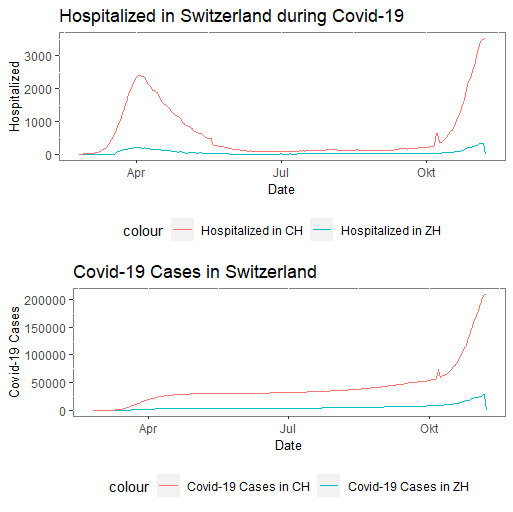 Hospitalized in Switzerland during Covid-19
Hospitalized
3000
2000
1000
0
Apr
Jul
Okt
Date
colour
Hospitalized in CH
Hospitalized in ZH
Covid-19 Cases in Switzerland
Covid-19 Cases
200000
150000
100000
50000
0
Apr
Jul
Okt
Date
colour
Covid-19 Cases in CH
Covid-19 Cases in ZH